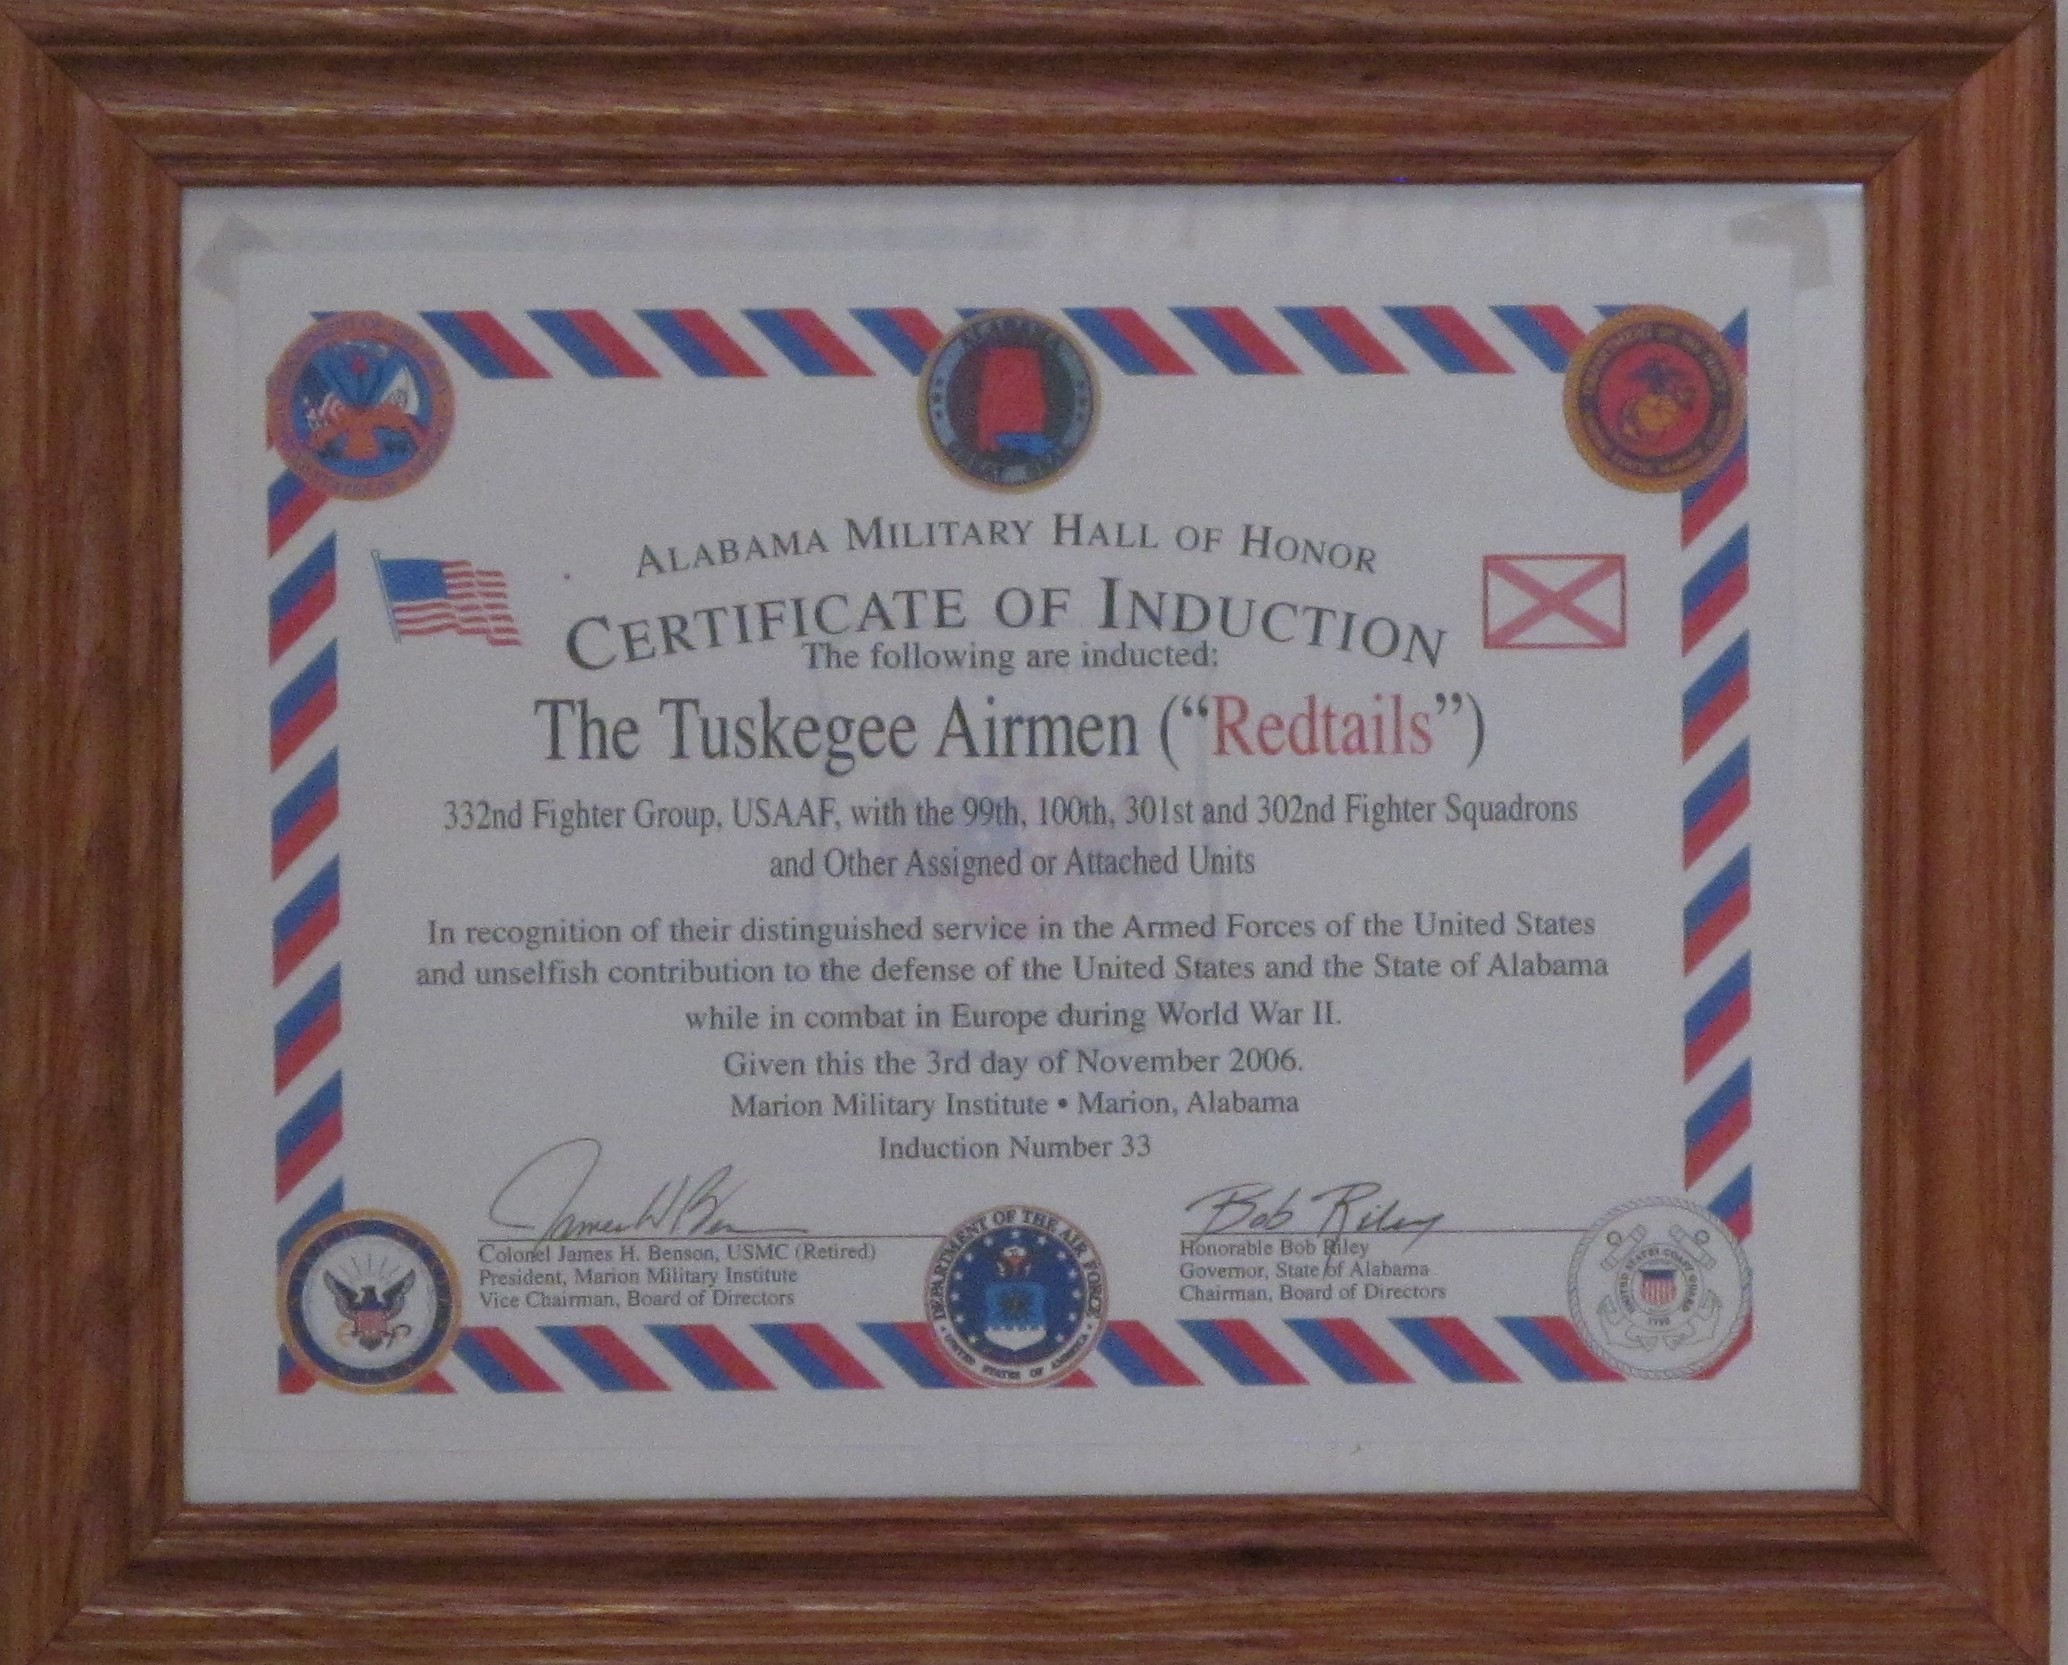 ALABAMA MILITARY HALL OF HONOR
CERTIFICATE OF INDUCTION
The following are inducted:
The Tuskegee Airmen ("Redtails")
332nd Fighter Group, USAAF, with the 99th, 100th, 301st and 302nd Fighter Squadrons
and Other Assigned or Attached Units
In recognition of their distinguished service in the Armed Forces of the United States
and unselfish contribution to the defense of the United States and the State of Alabama
while in combat in Europe during World War II.
Given this the 3rd day of November 2006.
Marion Military Institute • Marion, Alabama
Induction Number 33
Bob Riley
Colonel James H. Benson, USMC (Retired)
President, Marion Military Institute
Vice Chairman, Board of Directors
Honorable Bob Riley
Governor, State of Alabama
Chairman, Board of Directors
DEPARTMENT OF THE AIR FORCE
UNITED STATES OF AMERICA
UNITED STATES COAST GUARD
1790